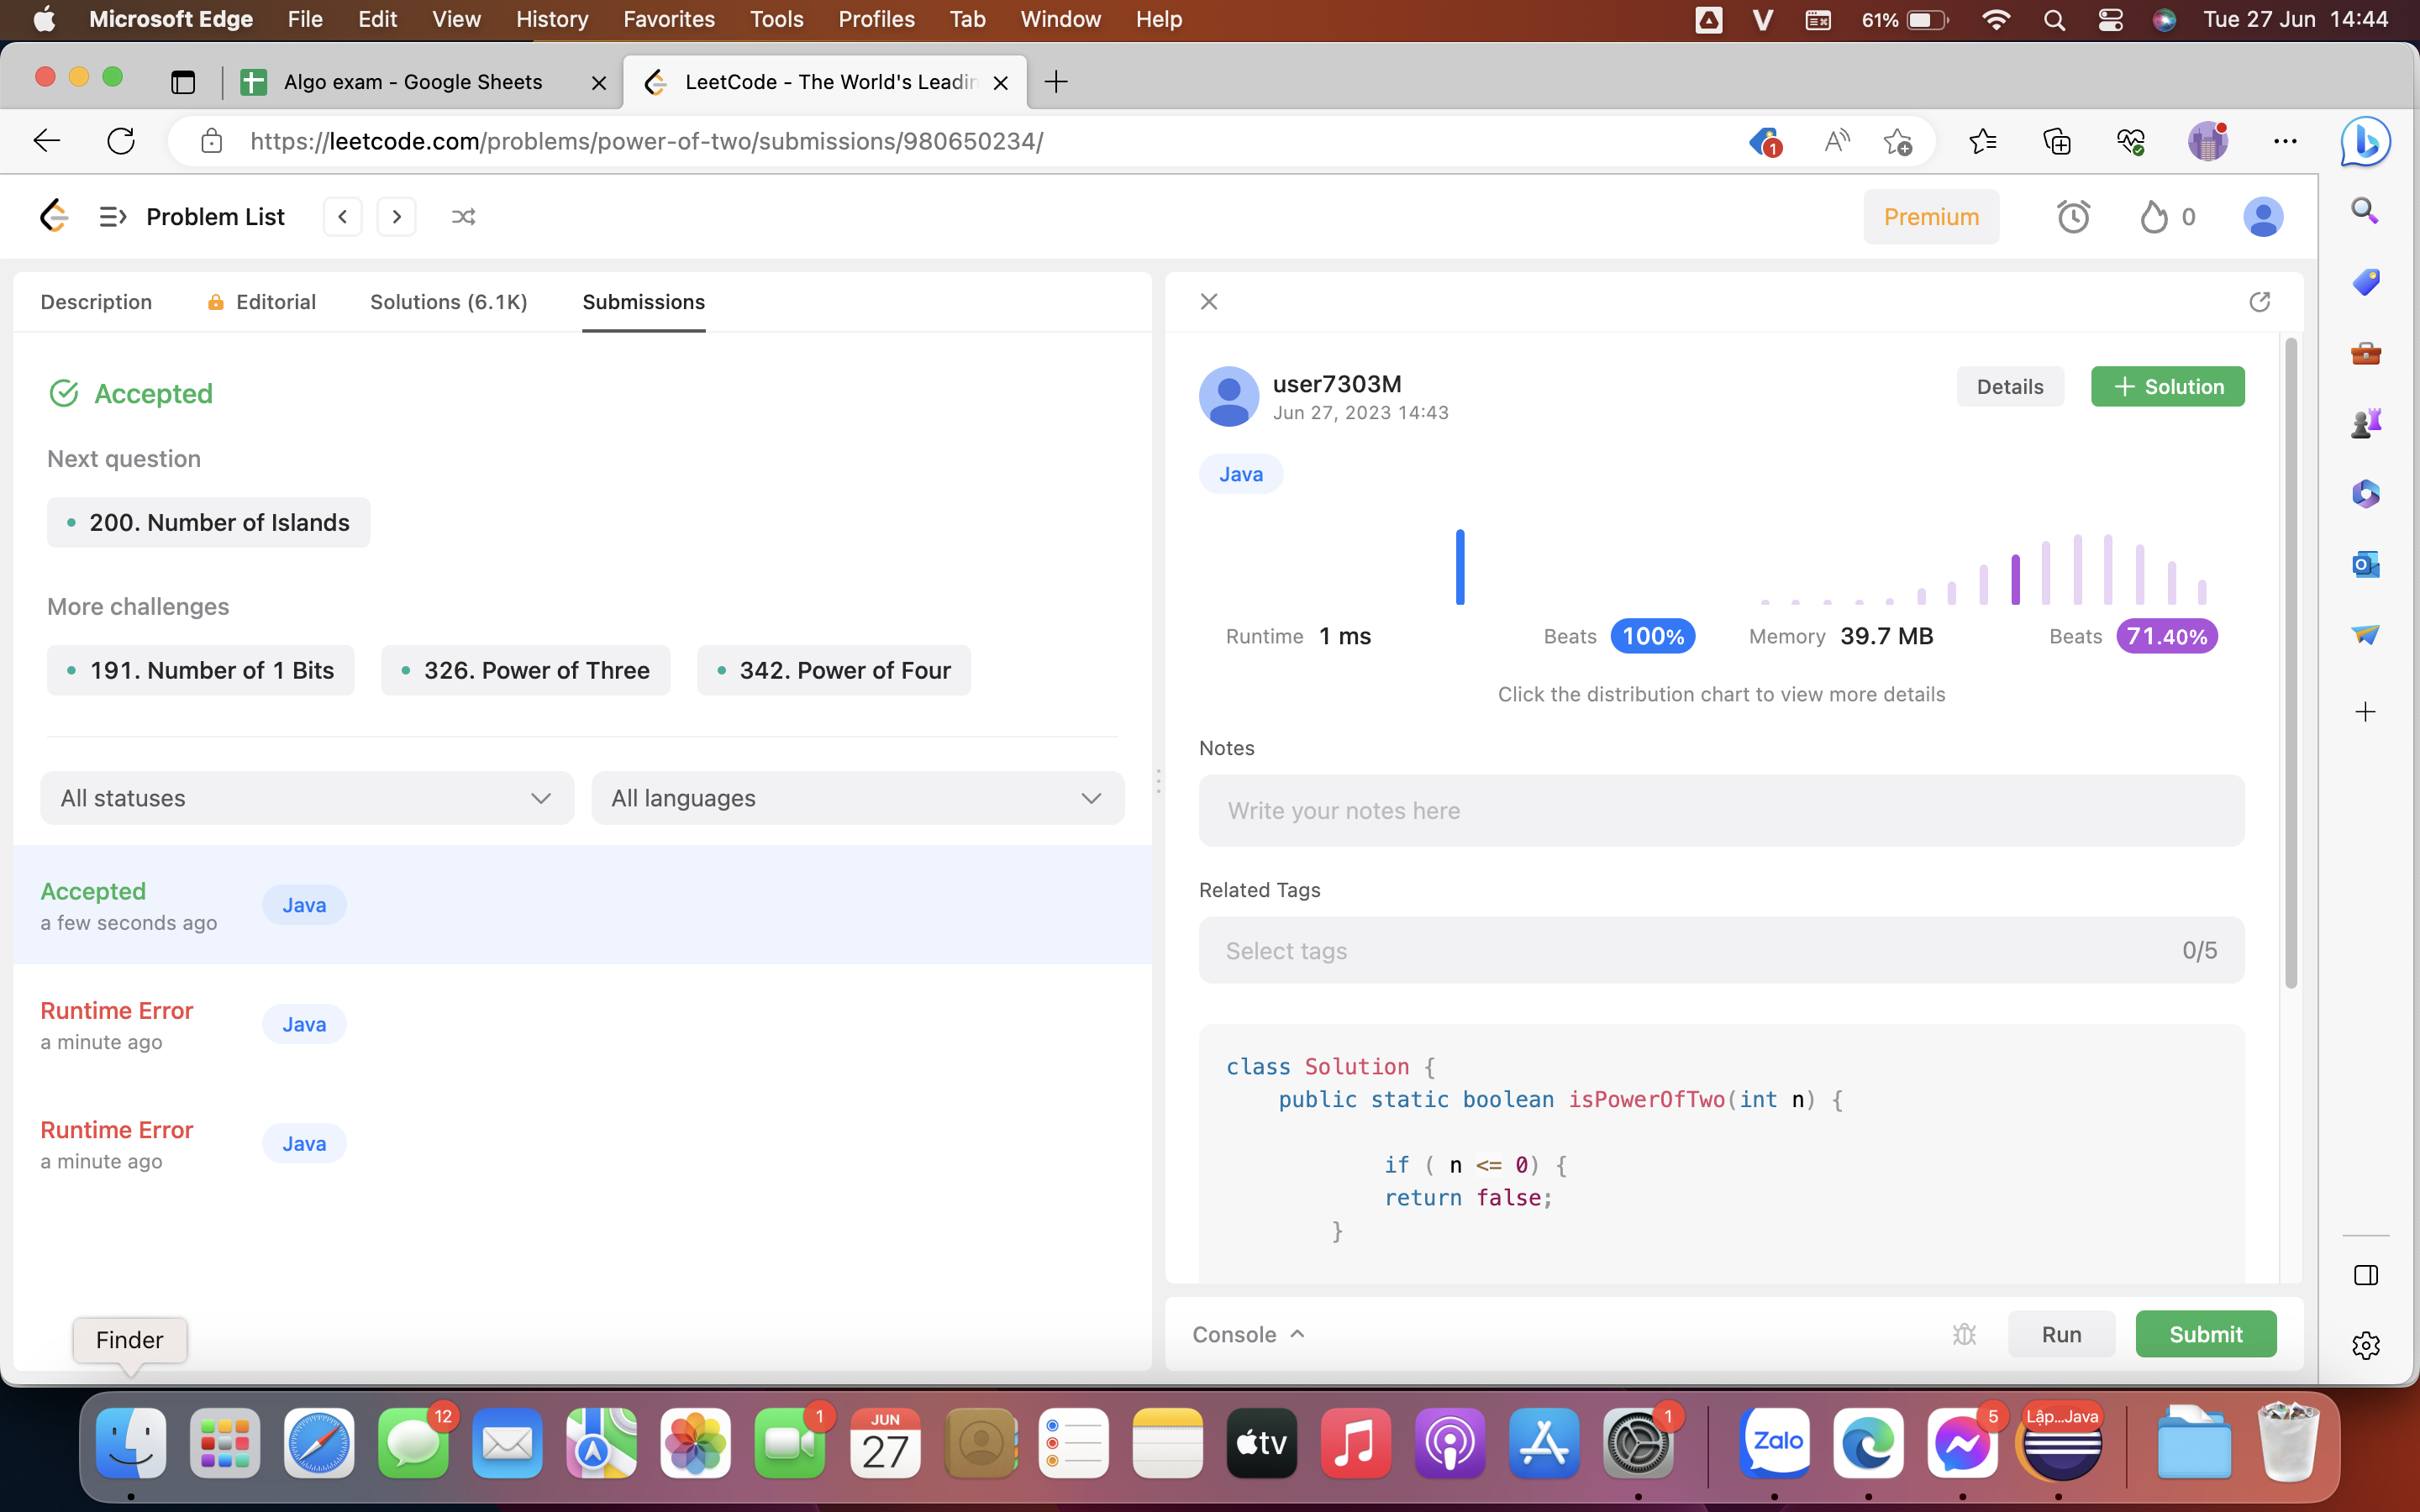 Microsoft Edge File Edit View History Favorites Tools Profiles Tab Window Help 61% Tue 27 Jun 14:44
Algo exam - Google Sheets LeetCode - The World's Leadin
https://leetcode.com/problems/power-of-two/submissions/980650234/ 1
Problem List Premium 0
Description Editorial Solutions (6.1K) Submissions
Accepted
Next question
200. Number of Islands
More challenges
191. Number of 1 Bits 326. Power of Three 342. Power of Four
All statuses All languages
Accepted
a few seconds ago
Java
Runtime Error
a minute ago
Java
Runtime Error
a minute ago
Java
user7303M
Jun 27, 2023 14:43
Details + Solution
Java
Runtime 1 ms Beats 100% Memory 39.7 MB Beats 71.40%
Click the distribution chart to view more details
Notes
Write your notes here
Related Tags
Select tags 0/5
class Solution {
public static boolean isPowerOfTwo(int n) {
if ( n <= 0) {
return false;
}
Console Run Submit
Finder
12 1 JUN 27 tv 1 Zalo 5 Lập...Java